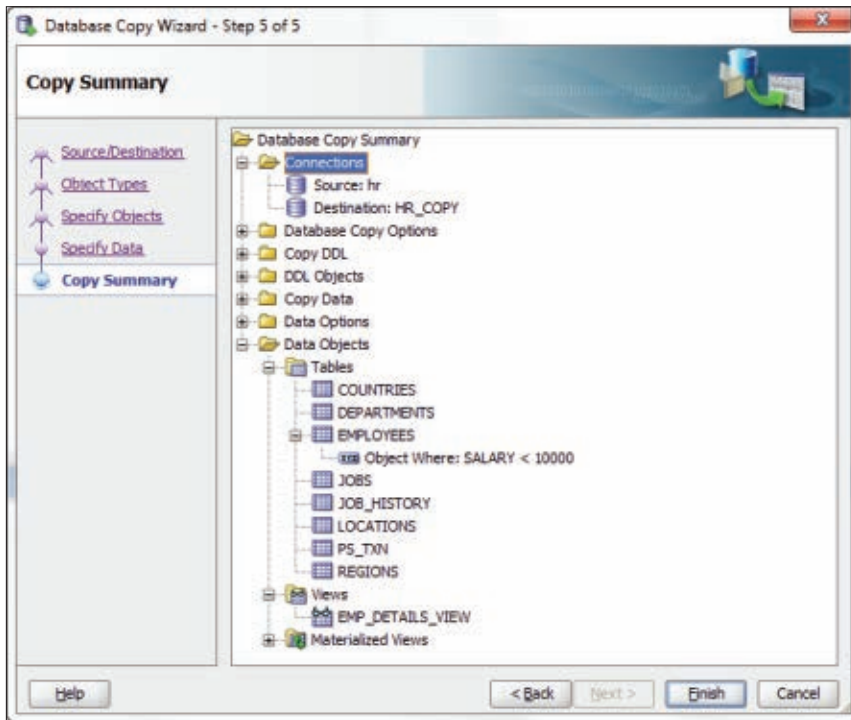 Database Copy Wizard - Step 5 of 5
Copy Summary
Source/Destination
Object Types
Specify Objects
Specify Data
Copy Summary
Database Copy Summary
Connections
Source: hr
Destination: HR_COPY
Database Copy Options
Copy DDL
DDL Objects
Copy Data
Data Options
Data Objects
Tables
COUNTRIES
DEPARTMENTS
EMPLOYEES
Object Where: SALARY < 10000
JOBS
JOB_HISTORY
LOCATIONS
PS_TXN
REGIONS
Views
EMP_DETAILS_VIEW
Materialized Views
Help
< Back
Next >
Finish
Cancel